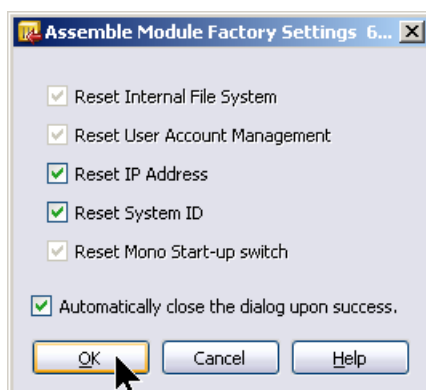 Assemble Module Factory Settings 6...
Reset Internal File System
Reset User Account Management
Reset IP Address
Reset System ID
Reset Mono Start-up switch
Automatically close the dialog upon success.
OK Cancel Help